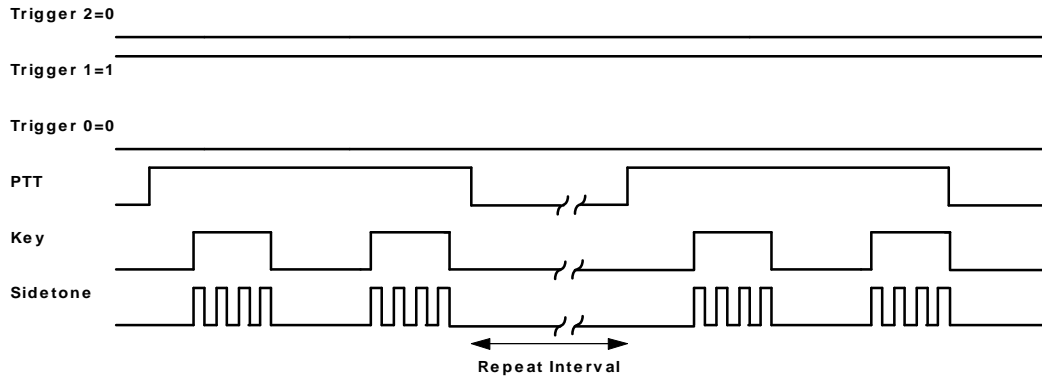 Trigger 2=0
Trigger 1=1
Trigger 0=0
PTT
Key
Sidetone
Repeat Interval